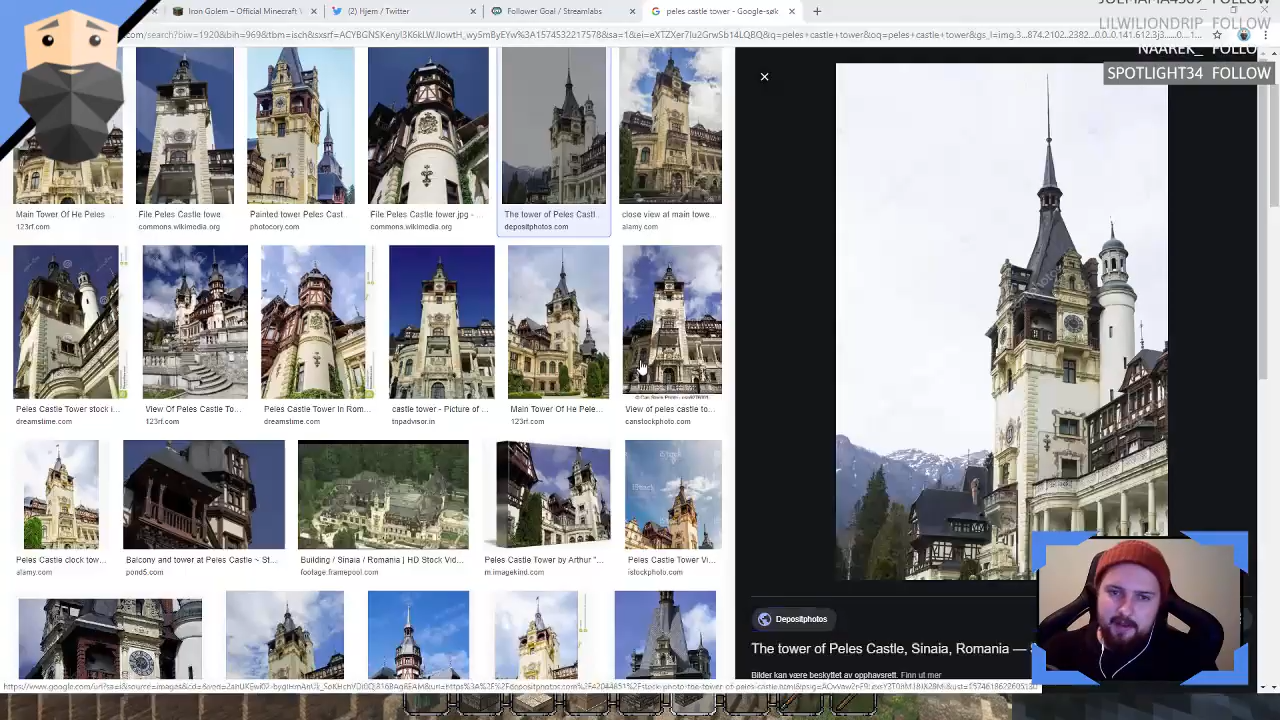 JOEMAMA4509 FOLLOW
LILWILIONDRIP FOLLOW
NAAREK_ FOLLO
SPOTLIGHT34 FOLLOW
Iron Golem – Official Minecraft
(2) Hjem / Twitter
Follower Goal / Streamlabs
peles castle tower - Google-søk
Main Tower Of He Peles ...
123rf.com
File Peles Castle towe
commons.wikimedia.org
Painted tower Peles Cast...
photocory.com
File Peles Castle tower.jpg - ...
commons.wikimedia.org
The tower of Peles Castl...
depositphotos.com
close view at main towe...
alamy.com
Peles Castle Tower stock i...
dreamstime.com
View Of Peles Castle To...
123rf.com
Peles Castle Tower In Rom...
dreamstime.com
castle tower - Picture of ...
tripadvisor.in
Main Tower Of He Pele...
123rf.com
View of peles castle to...
canstockphoto.com
Peles Castle clock tow...
alamy.com
Balcony and tower at Peles Castle ~ St...
pond5.com
Building / Sinaia / Romania | HD Stock Vid...
footage.framepool.com
Peles Castle Tower by Arthur "...
m.imagekind.com
Peles Castle Tower Vi...
istockphoto.com
Depositphotos
The tower of Peles Castle, Sinaia, Romania —
Bilder kan være beskyttet av opphavsrett. Finn ut mer